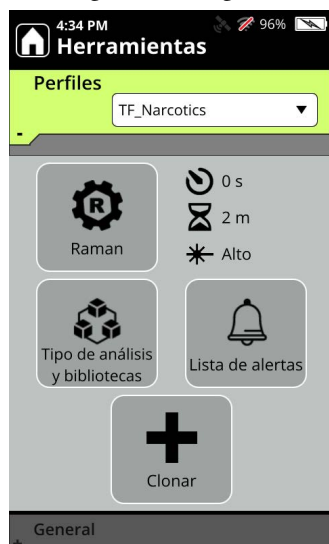 4:34 PM
96%
Herramientas
Perfiles
TF_Narcotics
-
R
0 s
2 m
Raman
Alto
Tipo de análisis
y bibliotecas
Lista de alertas
Clonar
General
+